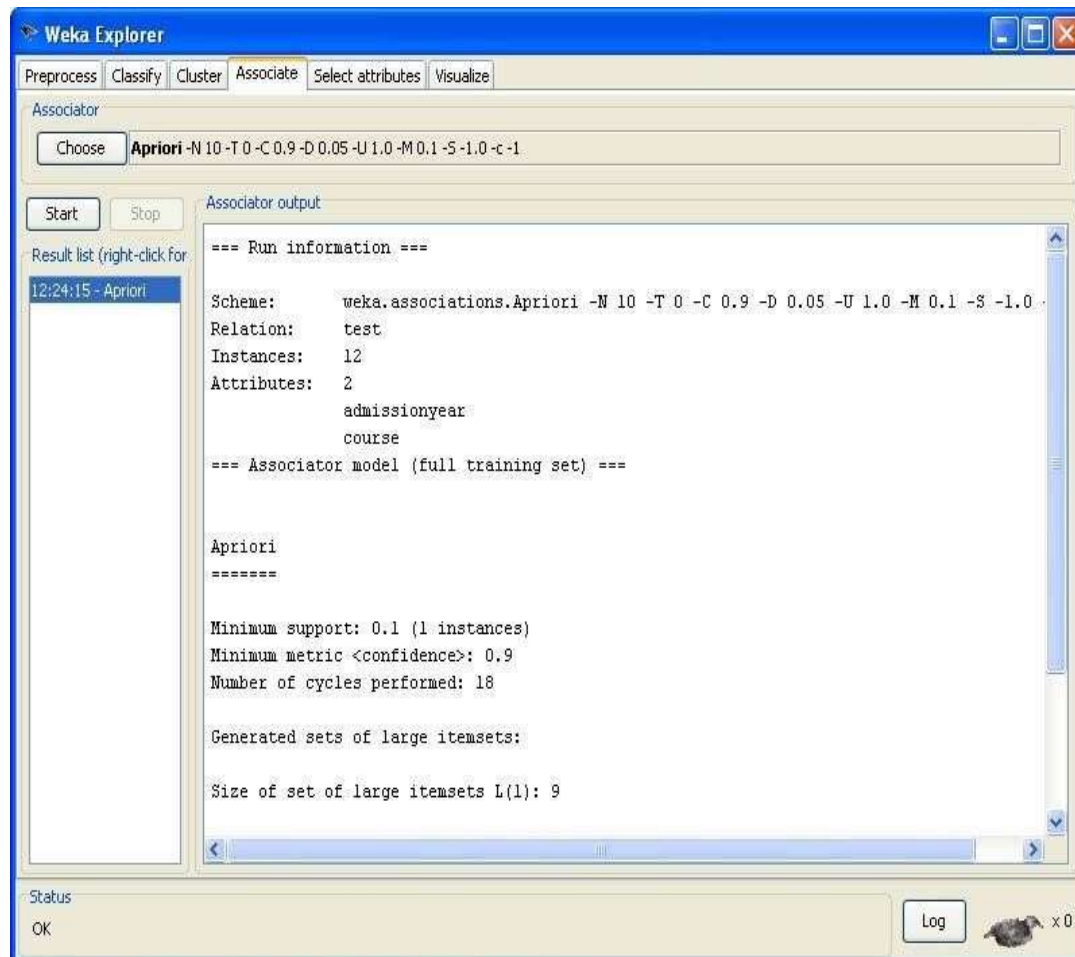 Weka Explorer
Preprocess Classify Cluster Associate Select attributes Visualize
Associator
Choose Apriori -N 10 -T 0 -C 0.9 -D 0.05 -U 1.0 -M 0.1 -S -1.0 -c -1
Start Stop
Result list (right-click for
12:24:15 - Apriori
Associator output
=== Run information ===
Scheme: weka.associations.Apriori -N 10 -T 0 -C 0.9 -D 0.05 -U 1.0 -M 0.1 -S -1.0 -
Relation: test
Instances: 12
Attributes: 2
admissionyear
course
=== Associator model (full training set) ===
Apriori
=======
Minimum support: 0.1 (1 instances)
Minimum metric <confidence>: 0.9
Number of cycles performed: 18
Generated sets of large itemsets:
Size of set of large itemsets L(1): 9
Status
OK
Log
x 0